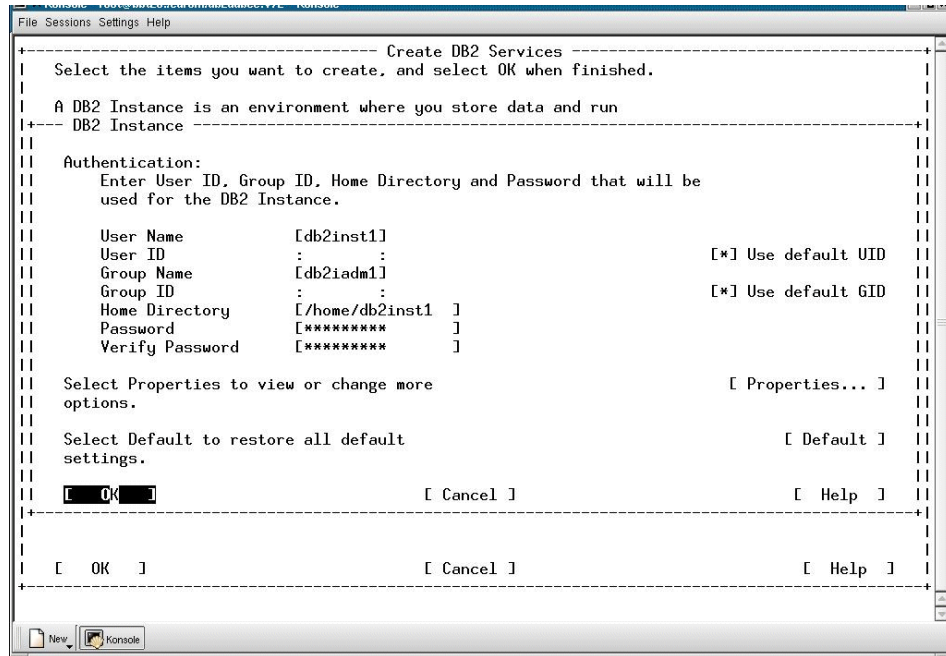 File Sessions Settings Help
Create DB2 Services
Select the items you want to create, and select OK when finished.
A DB2 Instance is an environment where you store data and run
DB2 Instance
Authentication:
Enter User ID, Group ID, Home Directory and Password that will be
used for the DB2 Instance.
User Name [db2inst1]
User ID : : [*] Use default UID
Group Name [db2iadm1]
Group ID : : [*] Use default GID
Home Directory [/home/db2inst1 ]
Password [********* ]
Verify Password [********* ]
Select Properties to view or change more [ Properties... ]
options.
Select Default to restore all default [ Default ]
settings.
[ OK ] [ Cancel ] [ Help ]
[ OK ] [ Cancel ] [ Help ]
New Konsole